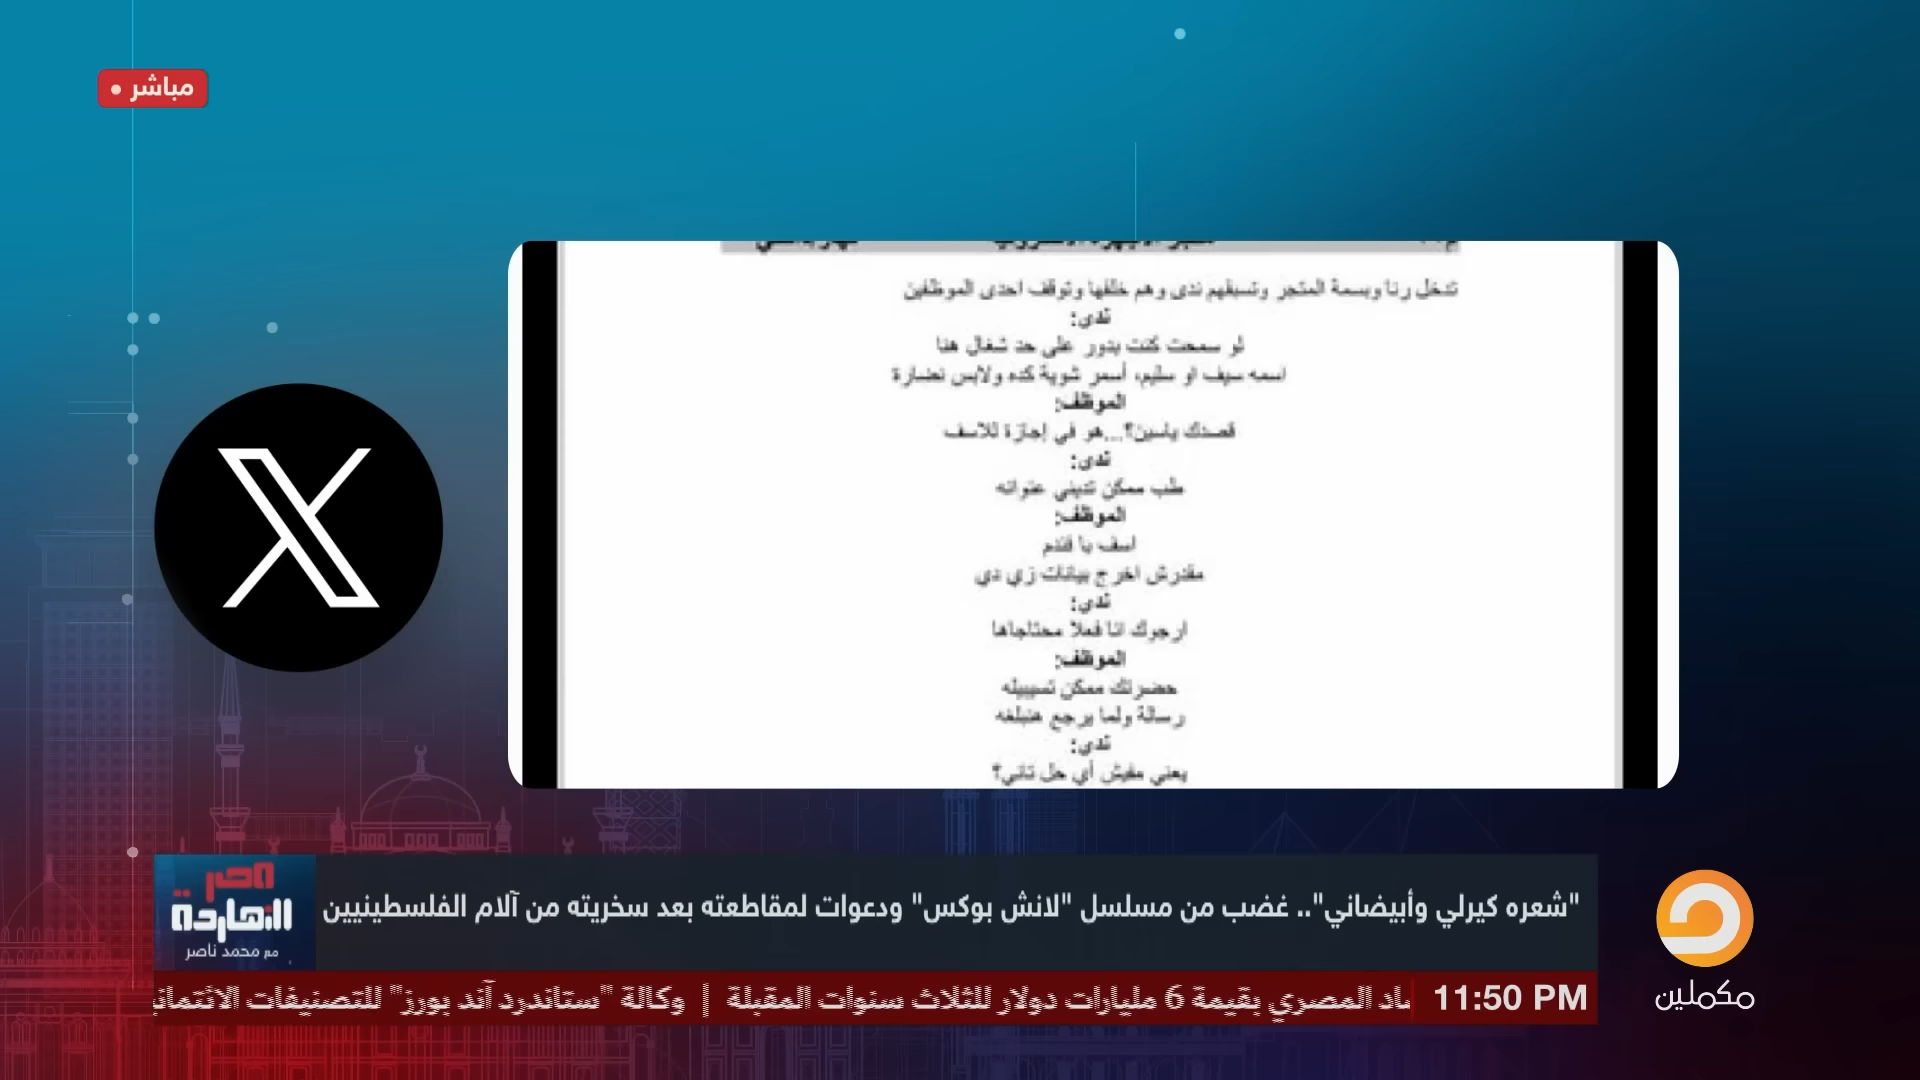 مباشر
تدخل رنا وبسمة المتجر وتسبقهم ندى وهم خلفها وتوقف احدى الموظفين
ندى:
لو سمحت كنت بدور على حد شغال هنا
اسمه سيف او سليم، أسمر شوية كده ولابس نضارة
الموظف:
قصدك ياسين؟...هو في إجازة للاسف
ندى:
طب ممكن تديني عنوانه
الموظف:
اسف يا فندم
مقدرش اخرج بيانات زي دي
ندى:
ارجوك انا فعلا محتاجاها
الموظف:
حضرتك ممكن تسيبيله
رسالة ولما يرجع هنبلغه
ندى:
يعني مفيش أي حل تاني؟
"شعره كيرلي وأبيضاني".. غضب من مسلسل "لانش بوكس" ودعوات لمقاطعته بعد سخريته من آلام الفلسطينيين
مصر
النهاردة
مع محمد ناصر
11:50 PM
المصري بقيمة 6 مليارات دولار للثلاث سنوات المقبلة | وكالة "ستاندرد آند بورز" للتصنيفات
مكملين